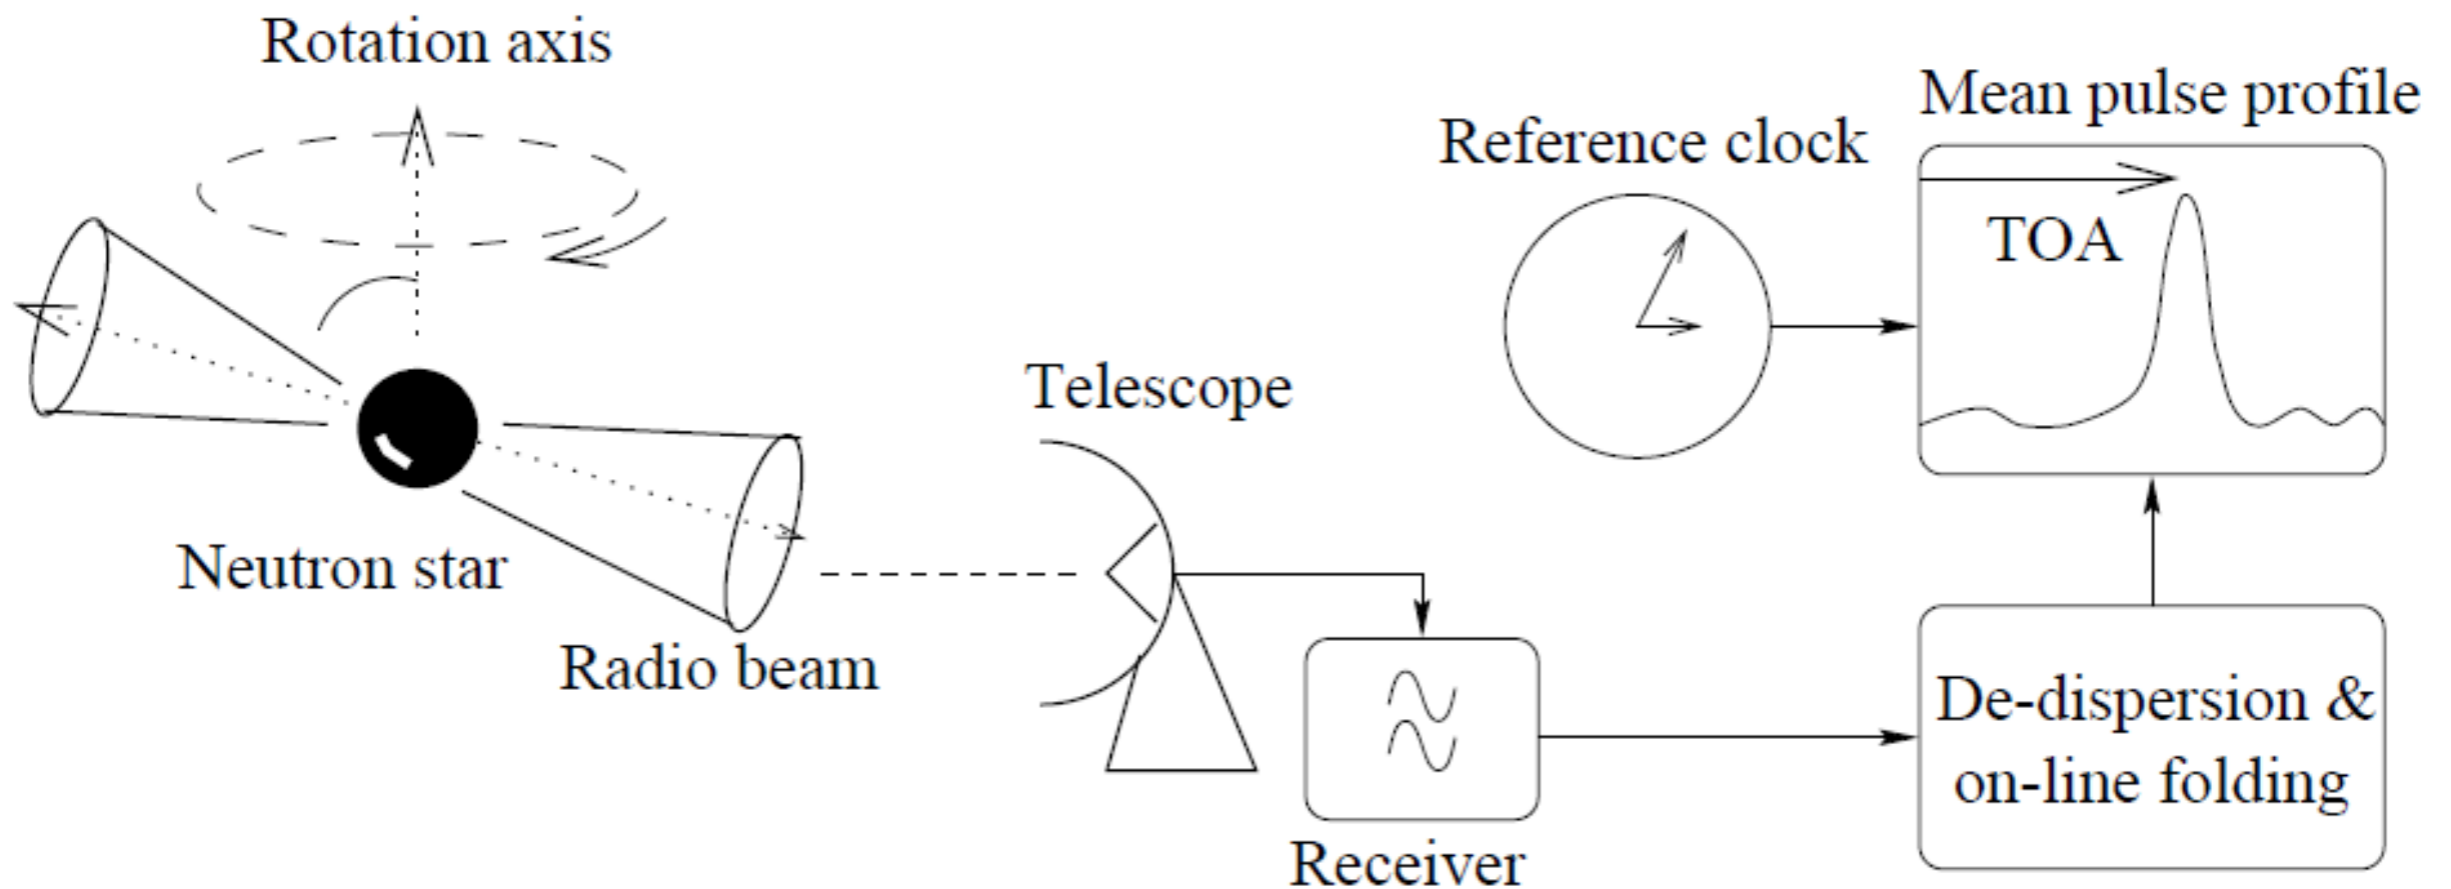 Rotation axis
Neutron star
Radio beam
Telescope
Receiver
Reference clock
Mean pulse profile
TOA
De-dispersion &
on-line folding